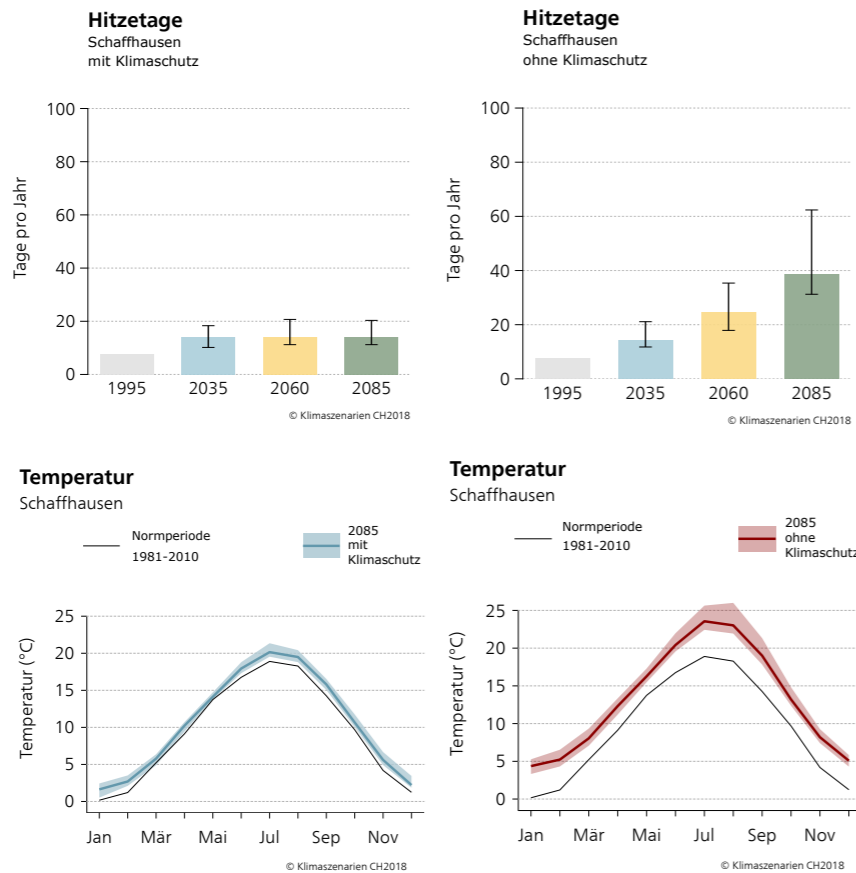 Hitzetage
Schaffhausen
mit Klimaschutz
Tage pro Jahr
100
80
60
40
20
0
1995 2035 2060 2085
© Klimaszenarien CH2018
Hitzetage
Schaffhausen
ohne Klimaschutz
Tage pro Jahr
100
80
60
40
20
0
1995 2035 2060 2085
© Klimaszenarien CH2018
Temperatur
Schaffhausen
Normperiode
1981-2010
2085
mit
Klimaschutz
Temperatur (°C)
25
20
15
10
5
0
Jan Mär Mai Jul Sep Nov
© Klimaszenarien CH2018
Temperatur
Schaffhausen
Normperiode
1981-2010
2085
ohne
Klimaschutz
Temperatur (°C)
25
20
15
10
5
0
Jan Mär Mai Jul Sep Nov
© Klimaszenarien CH2018